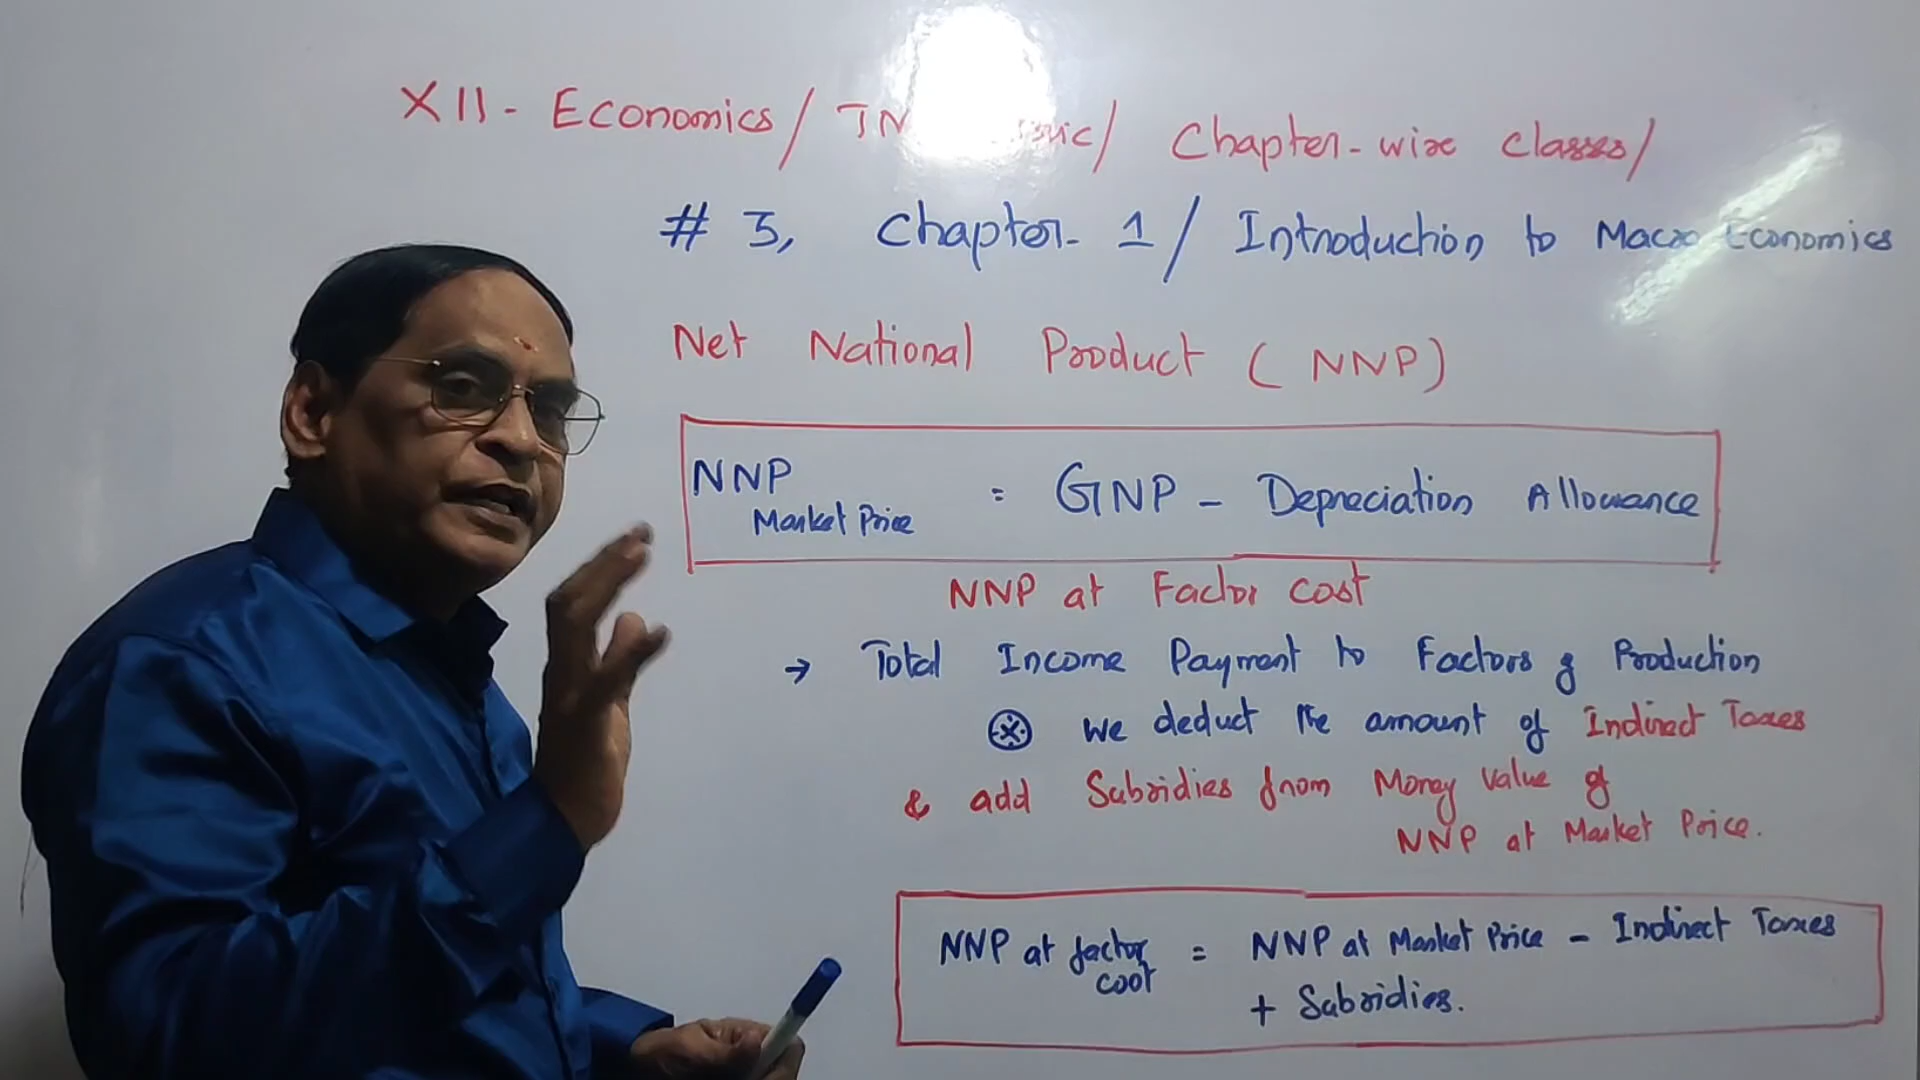 XII - Economics / TN / Chapter-wise classes /
# 3, Chapter - 1 / Introduction to Macro Economics
Net National Product ( NNP )
NNP Market Price = GNP - Depreciation Allowance
NNP at Factor cost
→ Total Income Payment to Factors of Production
we deduct the amount of Indirect Taxes
& add Subsidies from Money value of
NNP at Market Price.
NNP at factor cost = NNP at Market Price - Indirect Taxes
+ Subsidies.